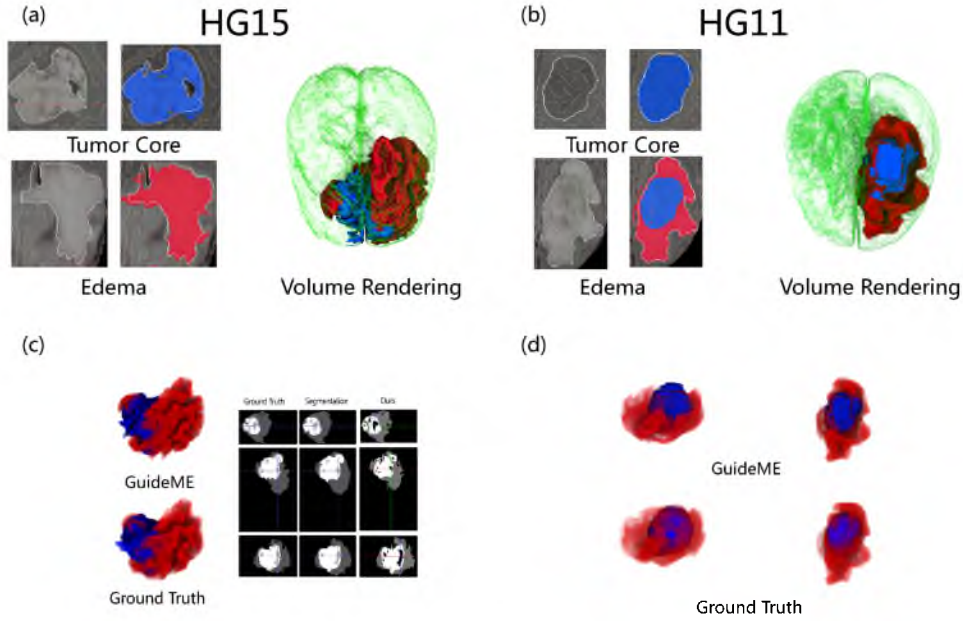 (a)
HG15
Tumor Core
Edema
Volume Rendering
(b)
HG11
Tumor Core
Edema
Volume Rendering
(c)
GuideME
Ground Truth
Ground Truth Segmentation Ours
(d)
GuideME
Ground Truth